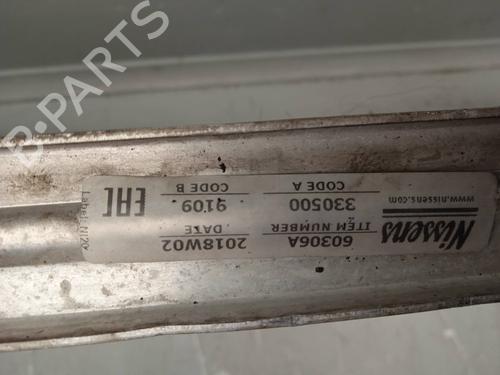 B-PARTS
Nissens
www.nissens.com
ITEM NUMBER
60306A
DATE
2018W02
CODE A
330500
CODE B
9109
EAC